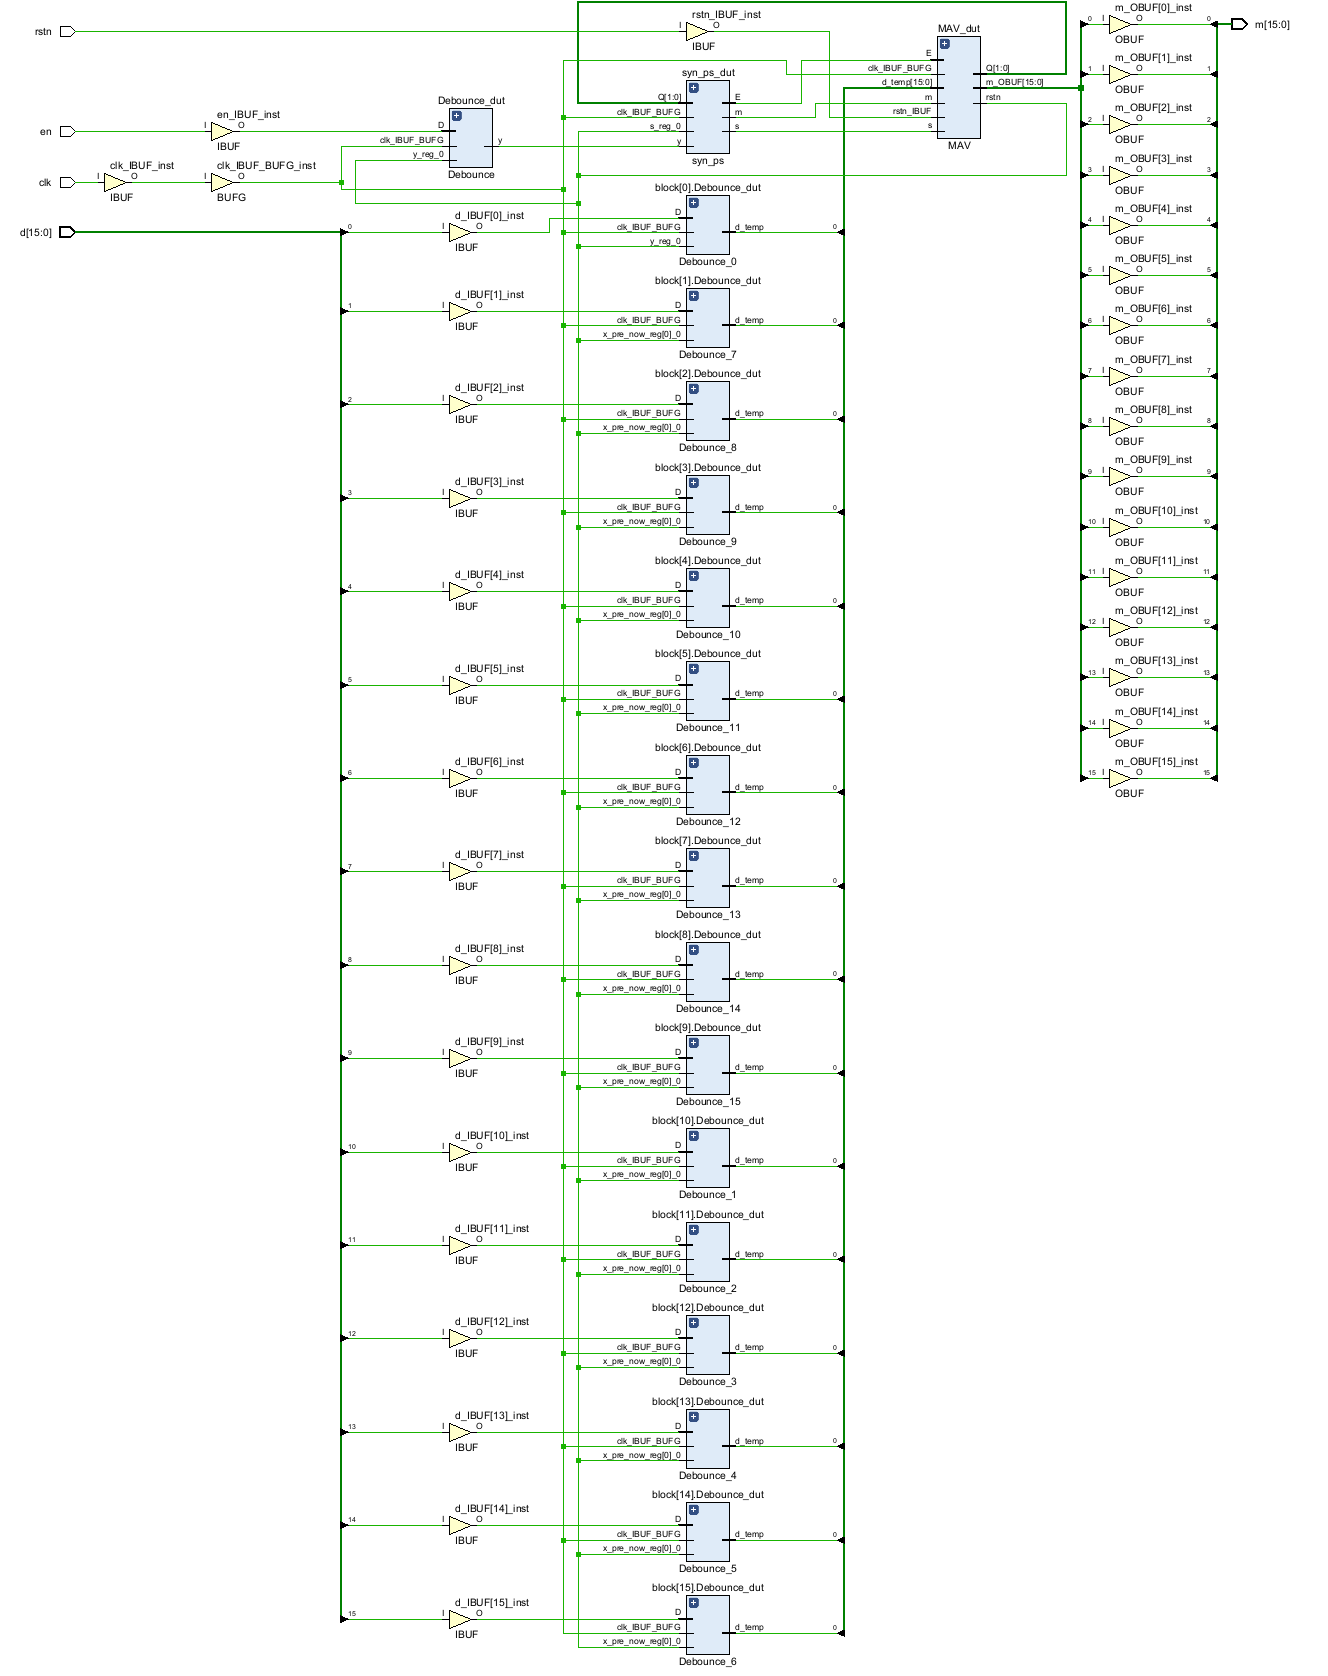 rstn
rstn_IBUF_inst
I
O
IBUF
en
en_IBUF_inst
I
O
IBUF
clk
clk_IBUF_inst
I
O
IBUF
clk_IBUF_BUFG_inst
I
O
BUFG
d[15:0]
Debounce_dut
D
clk_IBUF_BUFG
y_reg_0
y
Debounce
syn_ps_dut
Q[1:0]
clk_IBUF_BUFG
s_reg_0
y
E
m
s
syn_ps
MAV_dut
E
clk_IBUF_BUFG
d_temp[15:0]
m
rstn_IBUF
s
Q[1:0]
m_OBUF[15:0]
rstn
MAV
0
d_IBUF[0]_inst
I
O
IBUF
block[0].Debounce_dut
D
clk_IBUF_BUFG
y_reg_0
d_temp
0
Debounce_0
1
d_IBUF[1]_inst
I
O
IBUF
block[1].Debounce_dut
D
clk_IBUF_BUFG
x_pre_now_reg[0]_0
d_temp
0
Debounce_7
2
d_IBUF[2]_inst
I
O
IBUF
block[2].Debounce_dut
D
clk_IBUF_BUFG
x_pre_now_reg[0]_0
d_temp
0
Debounce_8
3
d_IBUF[3]_inst
I
O
IBUF
block[3].Debounce_dut
D
clk_IBUF_BUFG
x_pre_now_reg[0]_0
d_temp
0
Debounce_9
4
d_IBUF[4]_inst
I
O
IBUF
block[4].Debounce_dut
D
clk_IBUF_BUFG
x_pre_now_reg[0]_0
d_temp
0
Debounce_10
5
d_IBUF[5]_inst
I
O
IBUF
block[5].Debounce_dut
D
clk_IBUF_BUFG
x_pre_now_reg[0]_0
d_temp
0
Debounce_11
6
d_IBUF[6]_inst
I
O
IBUF
block[6].Debounce_dut
D
clk_IBUF_BUFG
x_pre_now_reg[0]_0
d_temp
0
Debounce_12
7
d_IBUF[7]_inst
I
O
IBUF
block[7].Debounce_dut
D
clk_IBUF_BUFG
x_pre_now_reg[0]_0
d_temp
0
Debounce_13
8
d_IBUF[8]_inst
I
O
IBUF
block[8].Debounce_dut
D
clk_IBUF_BUFG
x_pre_now_reg[0]_0
d_temp
0
Debounce_14
9
d_IBUF[9]_inst
I
O
IBUF
block[9].Debounce_dut
D
clk_IBUF_BUFG
x_pre_now_reg[0]_0
d_temp
0
Debounce_15
10
d_IBUF[10]_inst
I
O
IBUF
block[10].Debounce_dut
D
clk_IBUF_BUFG
x_pre_now_reg[0]_0
d_temp
0
Debounce_1
11
d_IBUF[11]_inst
I
O
IBUF
block[11].Debounce_dut
D
clk_IBUF_BUFG
x_pre_now_reg[0]_0
d_temp
0
Debounce_2
12
d_IBUF[12]_inst
I
O
IBUF
block[12].Debounce_dut
D
clk_IBUF_BUFG
x_pre_now_reg[0]_0
d_temp
0
Debounce_3
13
d_IBUF[13]_inst
I
O
IBUF
block[13].Debounce_dut
D
clk_IBUF_BUFG
x_pre_now_reg[0]_0
d_temp
0
Debounce_4
14
d_IBUF[14]_inst
I
O
IBUF
block[14].Debounce_dut
D
clk_IBUF_BUFG
x_pre_now_reg[0]_0
d_temp
0
Debounce_5
15
d_IBUF[15]_inst
I
O
IBUF
block[15].Debounce_dut
D
clk_IBUF_BUFG
x_pre_now_reg[0]_0
d_temp
0
Debounce_6
m_OBUF[0]_inst
0
I
O
0
OBUF
m[15:0]
m_OBUF[1]_inst
1
I
O
1
OBUF
m_OBUF[2]_inst
2
I
O
2
OBUF
m_OBUF[3]_inst
3
I
O
3
OBUF
m_OBUF[4]_inst
4
I
O
4
OBUF
m_OBUF[5]_inst
5
I
O
5
OBUF
m_OBUF[6]_inst
6
I
O
6
OBUF
m_OBUF[7]_inst
7
I
O
7
OBUF
m_OBUF[8]_inst
8
I
O
8
OBUF
m_OBUF[9]_inst
9
I
O
9
OBUF
m_OBUF[10]_inst
10
I
O
10
OBUF
m_OBUF[11]_inst
11
I
O
11
OBUF
m_OBUF[12]_inst
12
I
O
12
OBUF
m_OBUF[13]_inst
13
I
O
13
OBUF
m_OBUF[14]_inst
14
I
O
14
OBUF
m_OBUF[15]_inst
15
I
O
15
OBUF